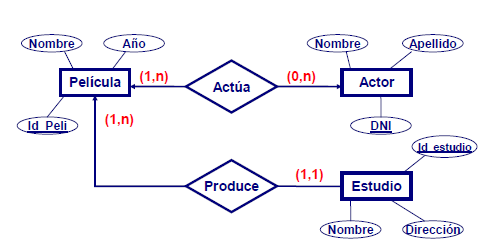 Nombre
Año
Nombre
Apellido
Película
(1,n)
Actúa
(0,n)
Actor
Id_Peli
(1,n)
DNI
Id_estudio
Produce
(1,1)
Estudio
Nombre
Dirección